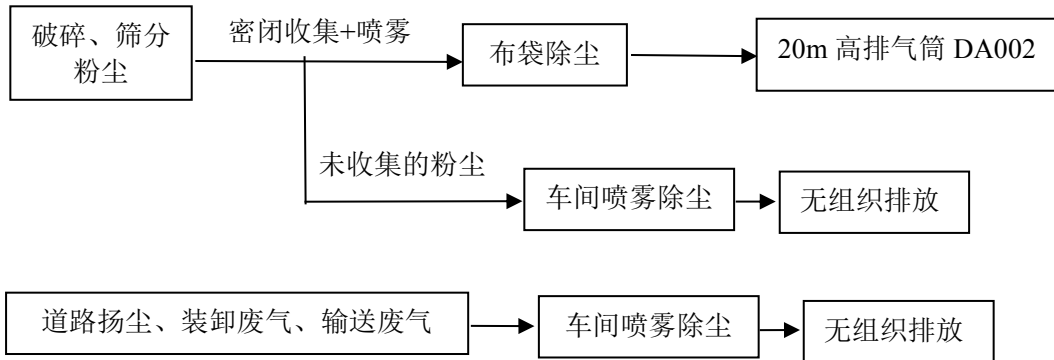 破碎、筛分
粉尘
密闭收集+喷雾
布袋除尘
20m 高排气筒 DA002
未收集的粉尘
车间喷雾除尘
无组织排放
道路扬尘、装卸废气、输送废气
车间喷雾除尘
无组织排放